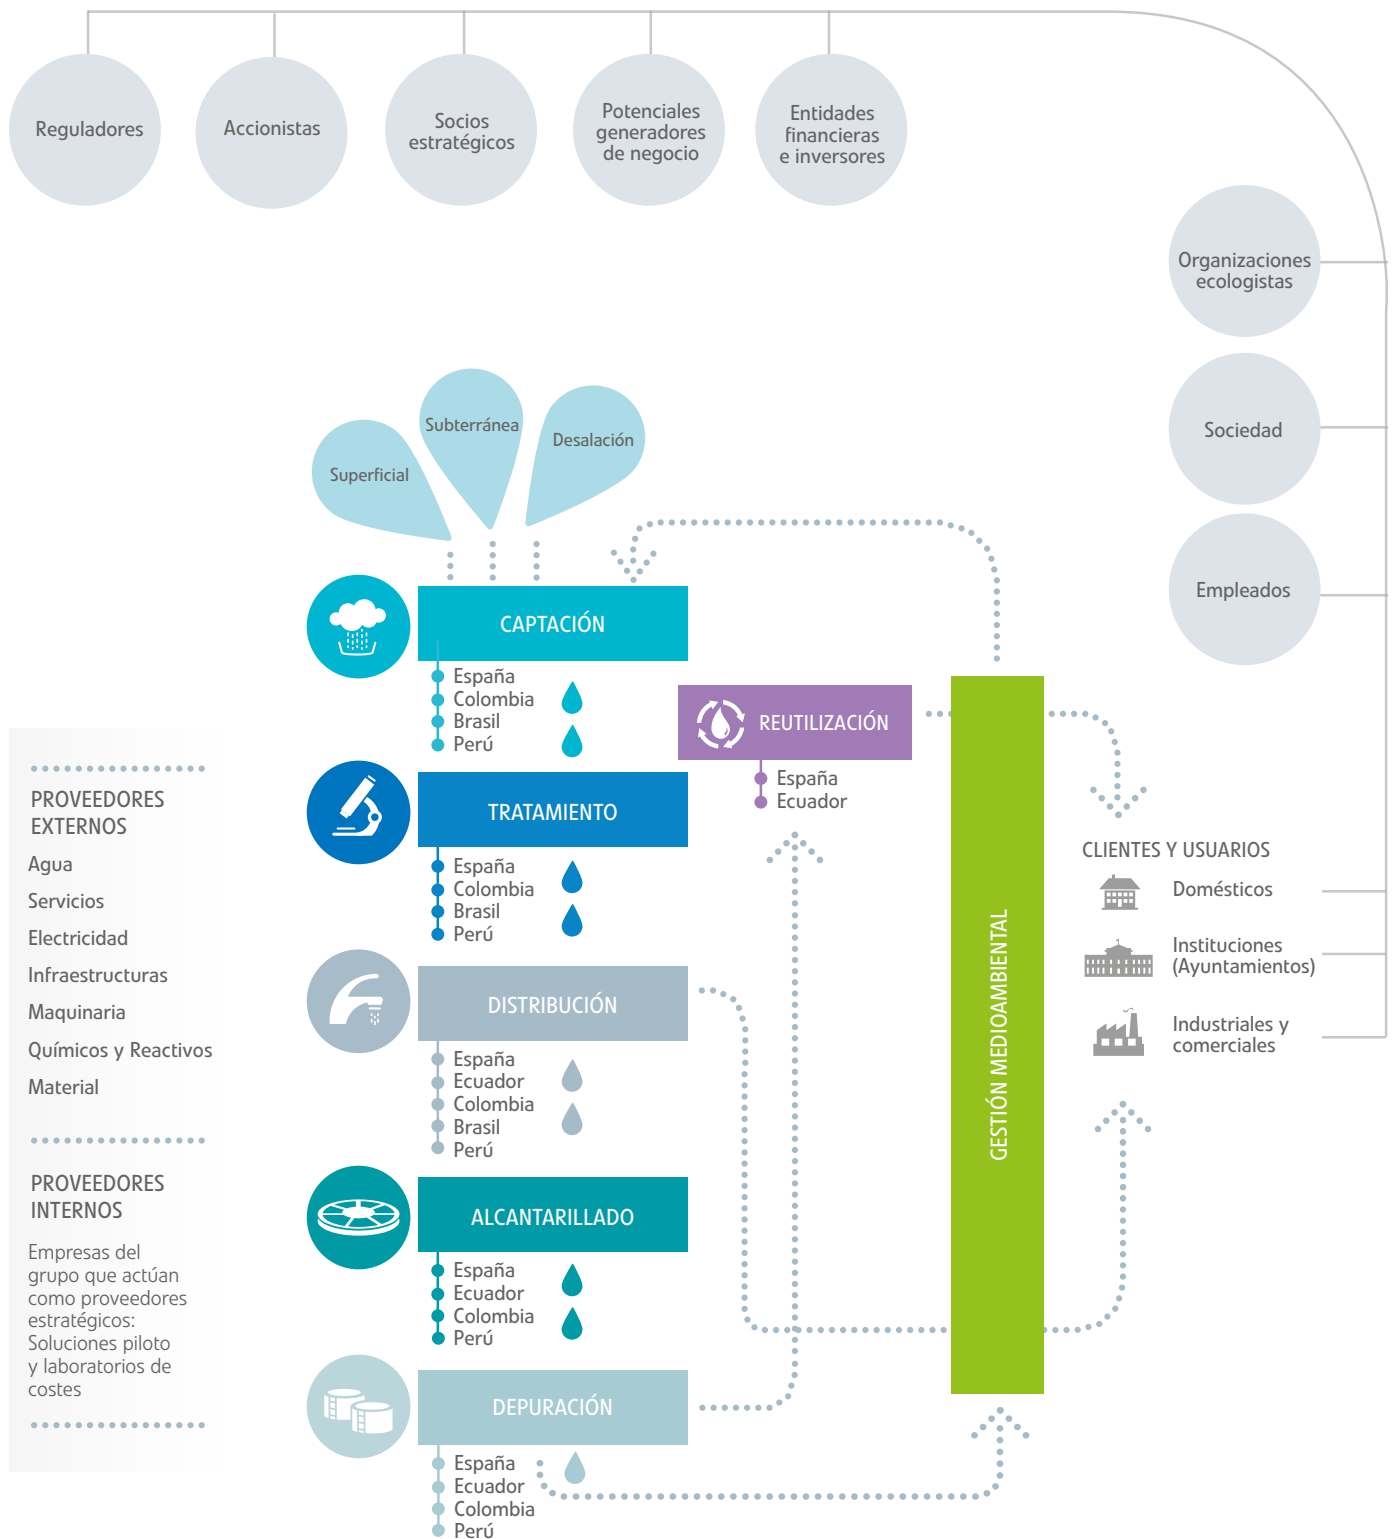 Reguladores
Accionistas
Socios
estratégicos
Potenciales
generadores
de negocio
Entidades
financieras
e inversores
Organizaciones
ecologistas
Sociedad
Empleados
Superficial
Subterránea
Desalación
CAPTACIÓN
España
Colombia
Brasil
Perú
REUTILIZACIÓN
España
Ecuador
TRATAMIENTO
España
Colombia
Brasil
Perú
DISTRIBUCIÓN
España
Ecuador
Colombia
Brasil
Perú
ALCANTARILLADO
España
Ecuador
Colombia
Perú
DEPURACIÓN
España
Ecuador
Colombia
Perú
PROVEEDORES
EXTERNOS
Agua
Servicios
Electricidad
Infraestructuras
Maquinaria
Químicos y Reactivos
Material
PROVEEDORES
INTERNOS
Empresas del
grupo que actúan
como proveedores
estratégicos:
Soluciones piloto
y laboratorios de
costes
GESTIÓN MEDIOAMBIENTAL
CLIENTES Y USUARIOS
Domésticos
Instituciones
(Ayuntamientos)
Industriales y
comerciales